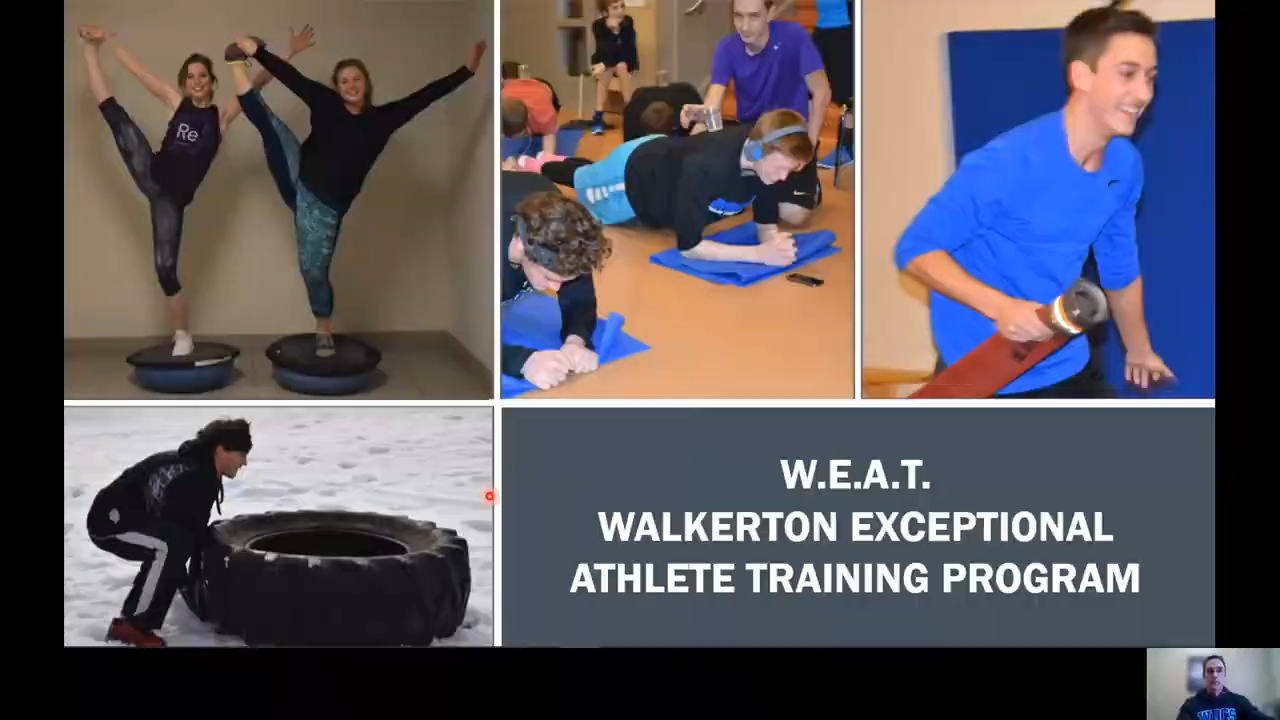 Re
W.E.A.T.
WALKERTON EXCEPTIONAL
ATHLETE TRAINING PROGRAM